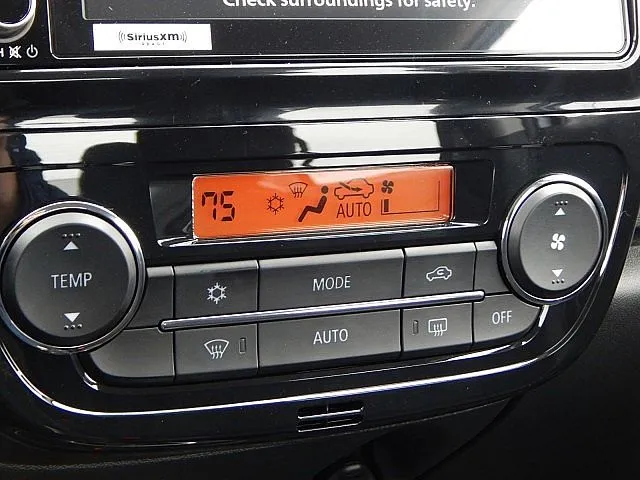 Check surroundings for safety.
((SiriusXM))
75
AUTO
TEMP
MODE
AUTO
OFF